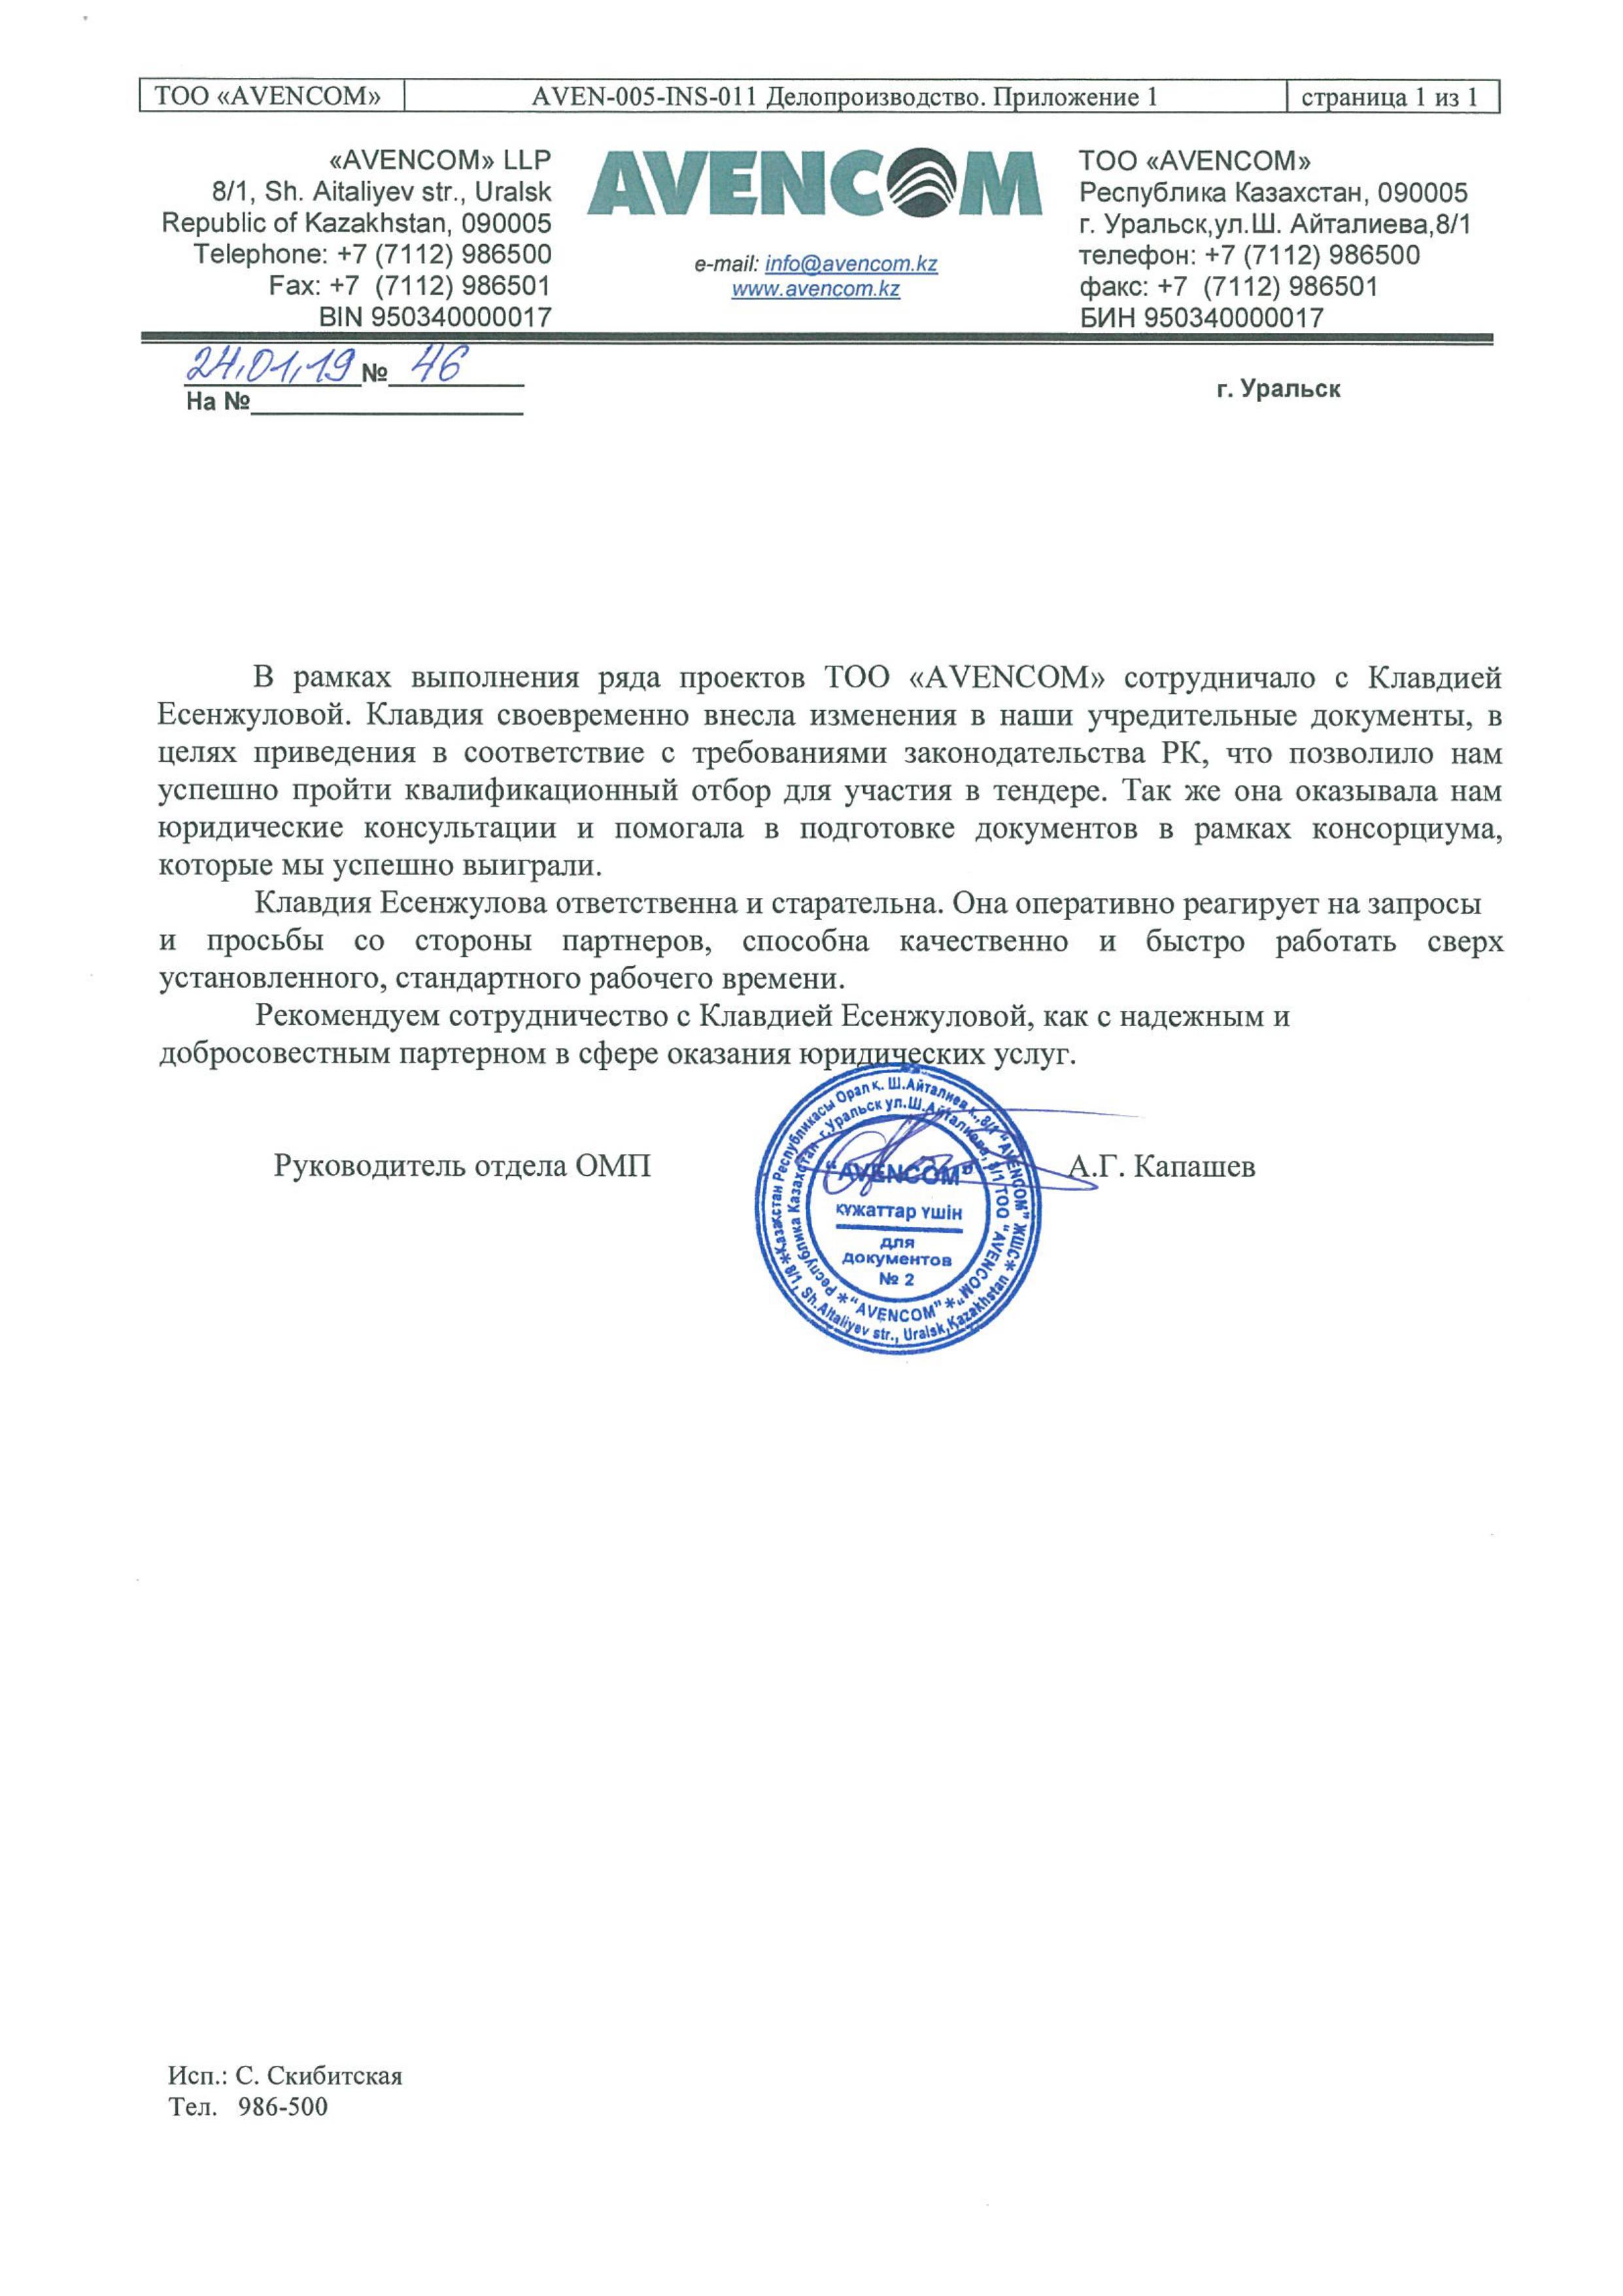 ТОО «AVENCOM»
AVEN-005-INS-011 Делопроизводство. Приложение 1
страница 1 из 1
«AVENCOM» LLP
8/1, Sh. Aitaliyev str., Uralsk
Republic of Kazakhstan, 090005
Telephone: +7 (7112) 986500
Fax: +7 (7112) 986501
BIN 950340000017
AVENCOM
e-mail: info@avencom.kz
www.avencom.kz
ТОО «AVENCOM»
Республика Казахстан, 090005
г. Уральск,ул.Ш. Айталиева,8/1
телефон: +7 (7112) 986500
факс: +7 (7112) 986501
БИН 950340000017
24.01.19 № 46
На №
г. Уральск
В рамках выполнения ряда проектов ТОО «AVENCOM» сотрудничало с Клавдией
Есенжуловой. Клавдия своевременно внесла изменения в наши учредительные документы, в
целях приведения в соответствие с требованиями законодательства РК, что позволило нам
успешно пройти квалификационный отбор для участия в тендере. Так же она оказывала нам
юридические консультации и помогала в подготовке документов в рамках консорциума,
которые мы успешно выиграли.
Клавдия Есенжулова ответственна и старательна. Она оперативно реагирует на запросы
и просьбы со стороны партнеров, способна качественно и быстро работать сверх
установленного, стандартного рабочего времени.
Рекомендуем сотрудничество с Клавдией Есенжуловой, как с надежным и
добросовестным партерном в сфере оказания юридических услуг.
Руководитель отдела ОМП
А.Г. Капашев
Қазақстан Республикасы Орал қ. Ш.Айталиев к.,8/1 "AVENCOM" ЖШС
8/1, Sh.Aitaliyev str., Uralsk,Kazakhstan
Республика Казахстан г.Уральск ул.Ш.Айталиева, 8/1 ТОО "AVENCOM"
"AVENCOM"
"AVENCOM"
құжаттар үшін
для
документов
№ 2
Исп.: С. Скибитская
Тел. 986-500